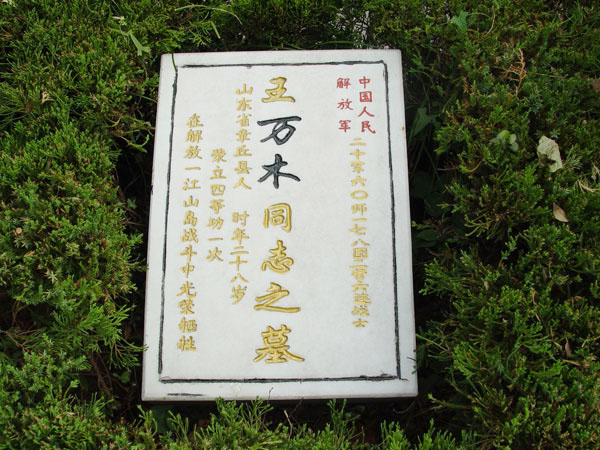 中国人民
解放军
二十军六〇师一七八团二营六连战士
王万木同志之墓
山东省章丘县人 时年二十八岁
荣立四等功一次
在解放一江山岛战斗中光荣牺牲